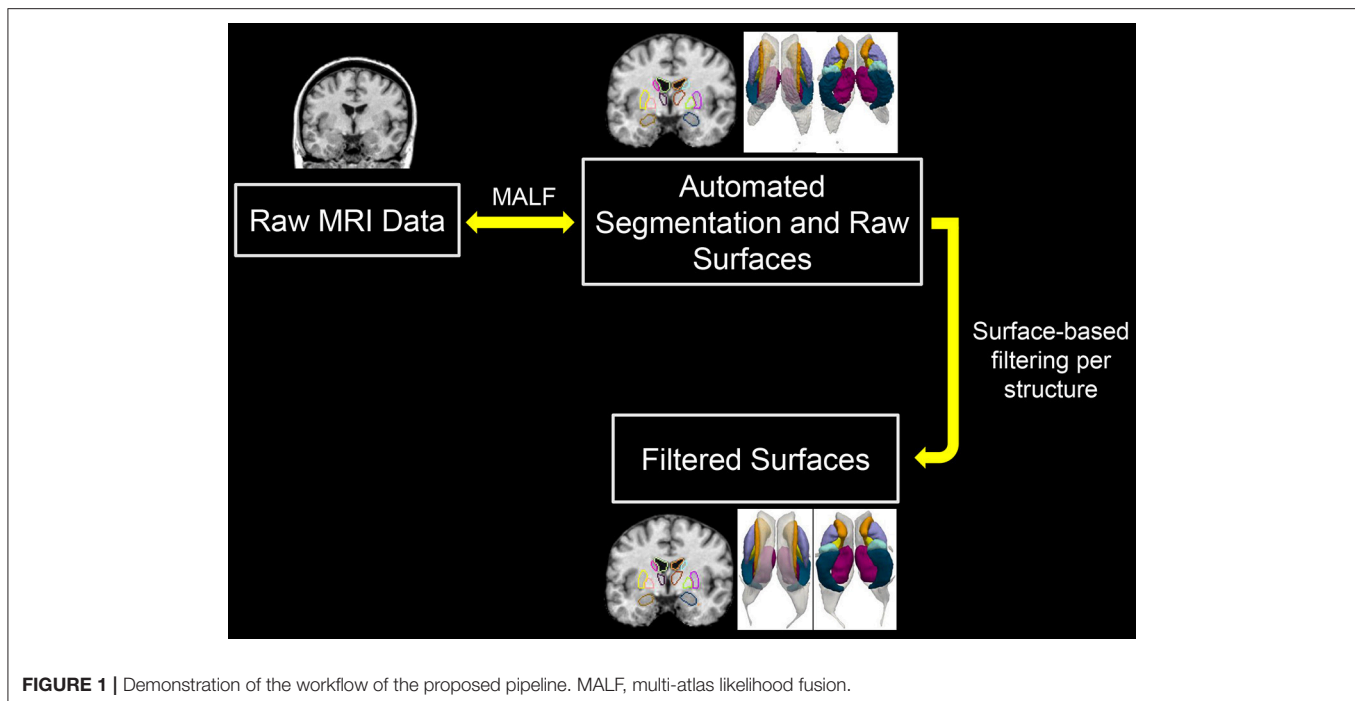 Raw MRI Data
MALF
Automated
Segmentation and Raw
Surfaces
Surface-based
filtering per
structure
Filtered Surfaces
FIGURE 1 | Demonstration of the workflow of the proposed pipeline. MALF, multi-atlas likelihood fusion.